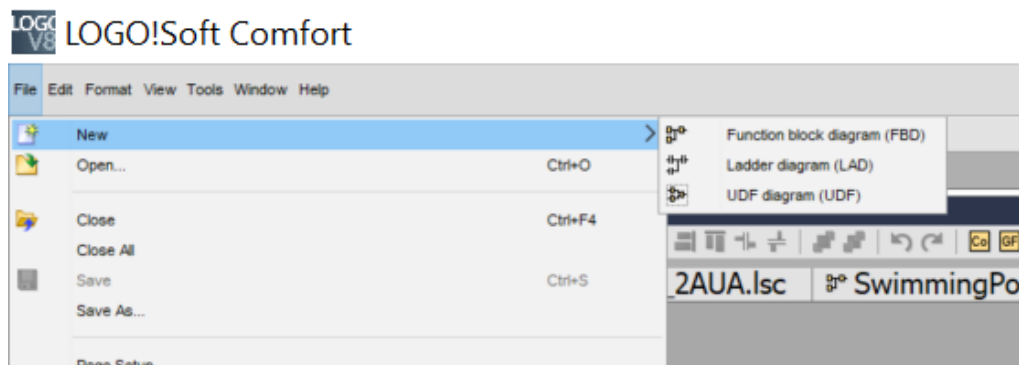 LOGO V8 LOGO!Soft Comfort
File Edit Format View Tools Window Help
New Function block diagram (FBD)
Open... Ctrl+O Ladder diagram (LAD)
UDF diagram (UDF)
Close Ctrl+F4
Close All
Co GF
Save Ctrl+S
_2AUA.lsc SwimmingPo
Save As...
Page Setup